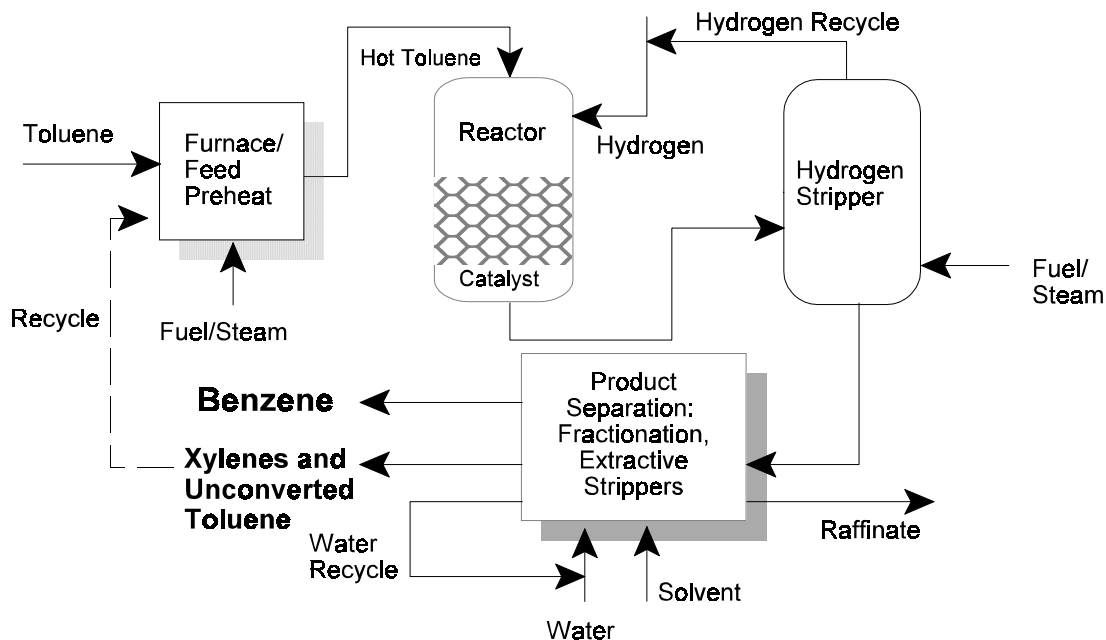 Hydrogen Recycle
Hot Toluene
Toluene
Furnace/
Feed
Preheat
Reactor
Hydrogen
Hydrogen
Stripper
Catalyst
Fuel/
Steam
Recycle
Fuel/Steam
Benzene
Product
Separation:
Fractionation,
Extractive
Strippers
Xylenes and
Unconverted
Toluene
Raffinate
Water
Recycle
Solvent
Water